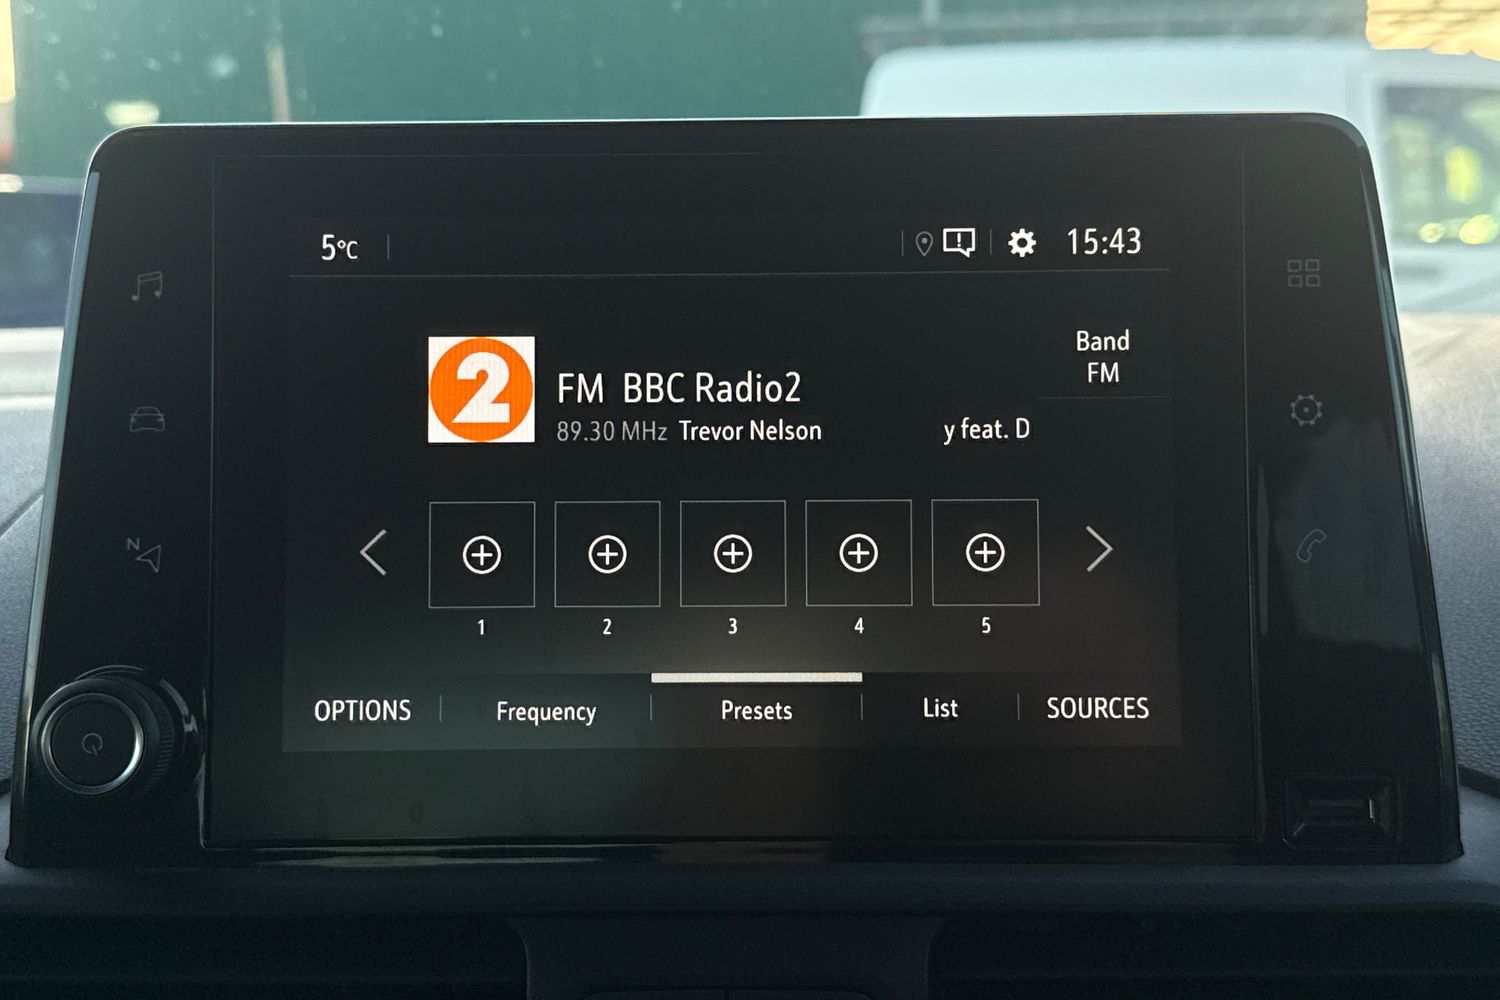 5°C
15:43
Band
FM
2
FM BBC Radio2
89.30 MHz Trevor Nelson y feat. D
N
1 2 3 4 5
OPTIONS Frequency Presets List SOURCES